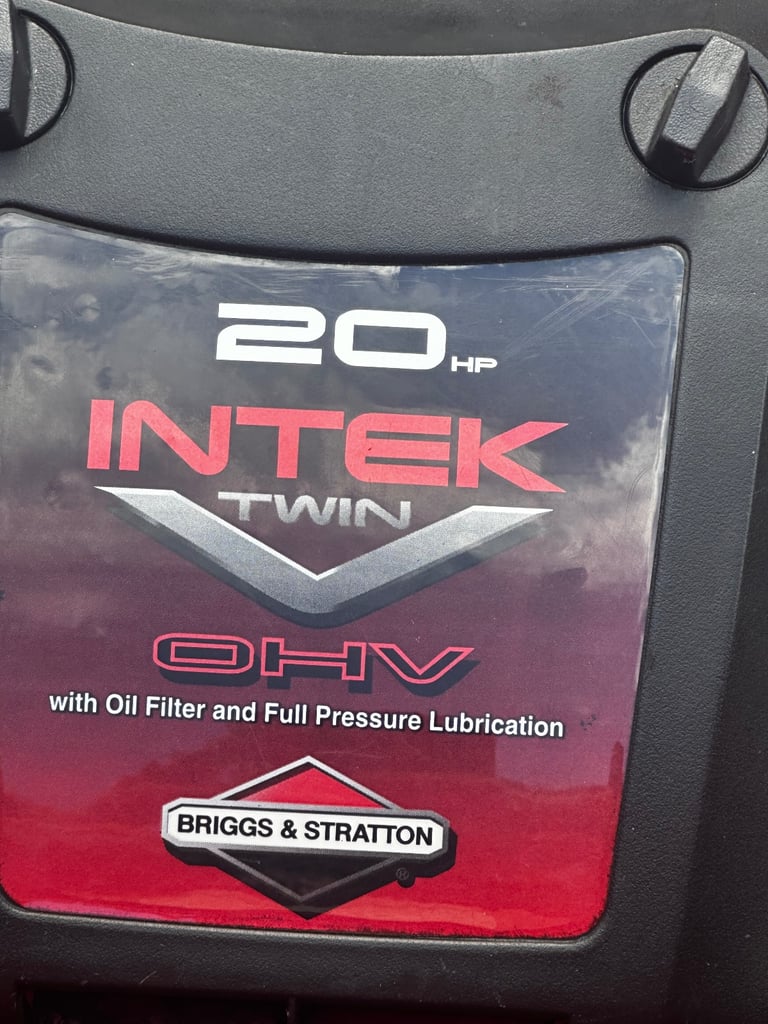 20 HP
INTEK
TWIN
OHV
with Oil Filter and Full Pressure Lubrication
BRIGGS & STRATTON
®